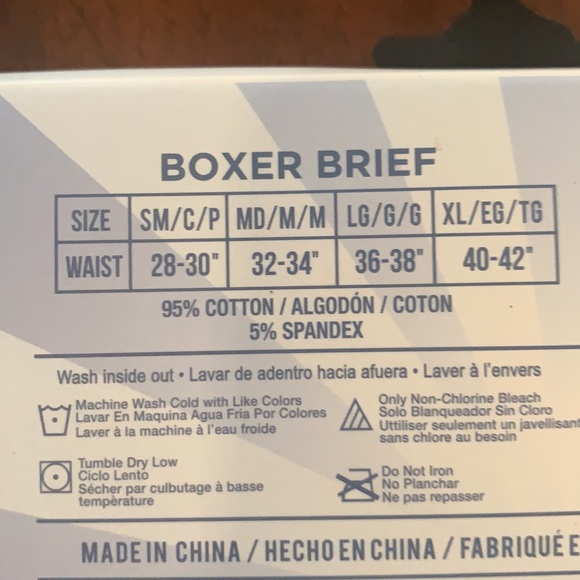 BOXER BRIEF
SIZE SM/C/P MD/M/M LG/G/G XL/EG/TG
WAIST 28-30" 32-34" 36-38" 40-42"
95% COTTON / ALGODÓN / COTON
5% SPANDEX
Wash inside out • Lavar de adentro hacia afuera • Laver à l'envers
Machine Wash Cold with Like Colors
Lavar En Maquina Agua Fria Por Colores
Laver à la machine à l'eau froide
Only Non-Chlorine Bleach
Solo Blanqueador Sin Cloro
Uttiliser seulement un javellisant
sans chlore au besoin
Tumble Dry Low
Ciclo Lento
Sécher par culbutage à basse
température
Do Not Iron
No Planchar
Ne pas repasser
MADE IN CHINA / HECHO EN CHINA / FABRIQUÉ E